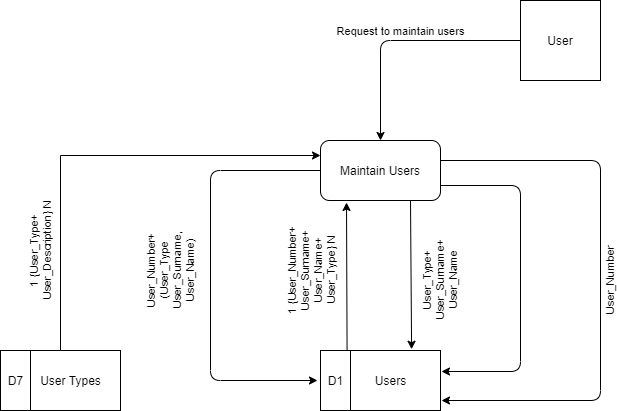 User
Request to maintain users
Maintain Users
1 {User_Type+
User_Description} N
User_Number+
(User_Type
User_Surname,
User_Name)
1 {User_Number+
User_Surname+
User_Name+
User_Type} N
User_Type+
User_Surname+
User_Name
User_Number
D7
User Types
D1
Users